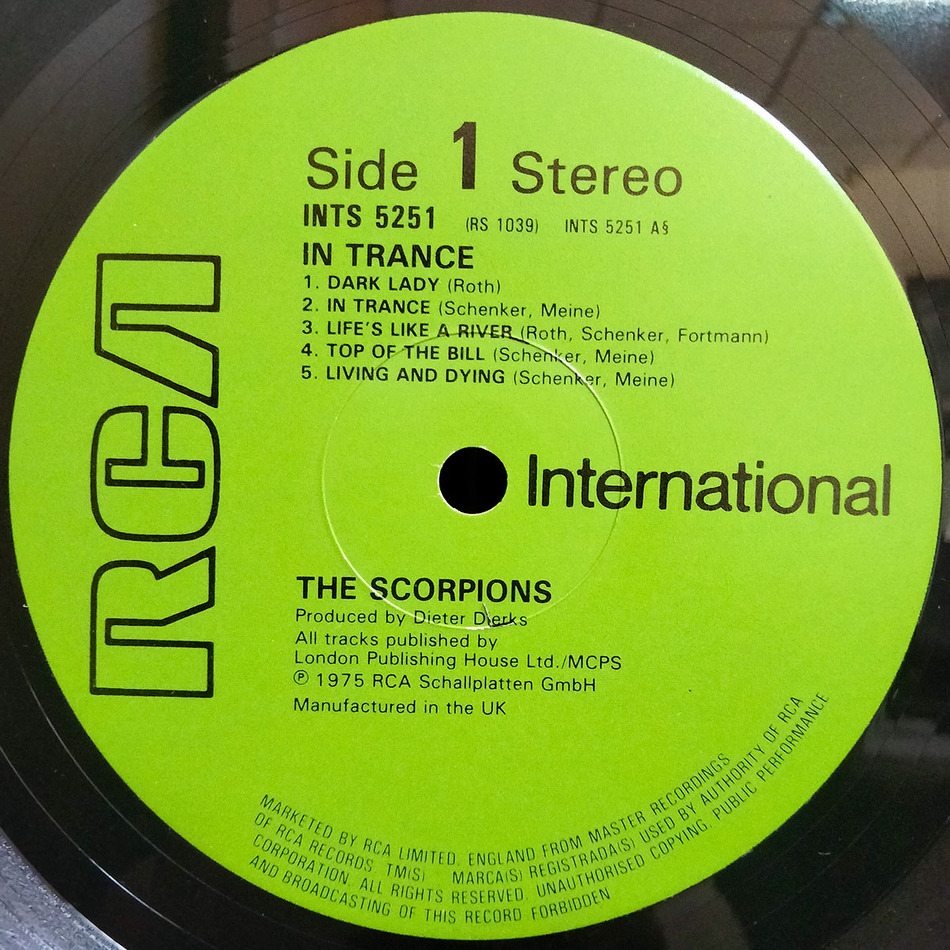 Side 1 Stereo
INTS 5251 (RS 1039) INTS 5251 A§
IN TRANCE
1. DARK LADY (Roth)
2. IN TRANCE (Schenker, Meine)
3. LIFE'S LIKE A RIVER (Roth, Schenker, Fortmann)
4. TOP OF THE BILL (Schenker, Meine)
5. LIVING AND DYING (Schenker, Meine)
RCA
International
THE SCORPIONS
Produced by Dieter Dierks
All tracks published by
London Publishing House Ltd./MCPS
℗ 1975 RCA Schallplatten GmbH
Manufactured in the UK
MARKETED BY RCA LIMITED, ENGLAND FROM MASTER RECORDINGS
OF RCA RECORDS. TM(S) MARCA(S) REGISTRADA(S) USED BY AUTHORITY OF RCA
CORPORATION. ALL RIGHTS RESERVED. UNAUTHORISED COPYING, PUBLIC PERFORMANCE
AND BROADCASTING OF THIS RECORD FORBIDDEN